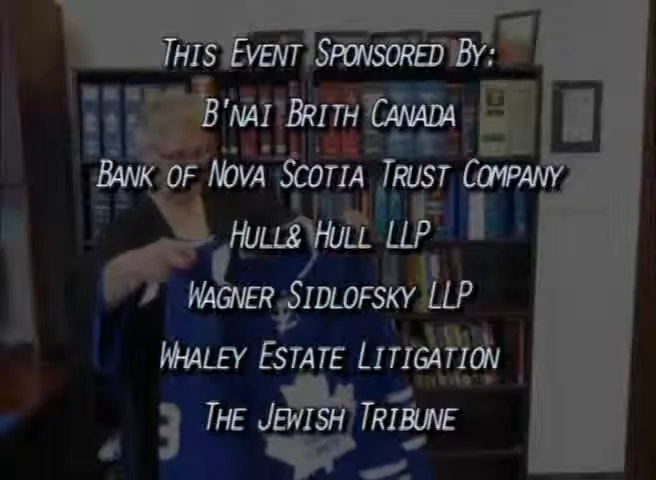 This Event Sponsored By:
B'nai Brith Canada
Bank of Nova Scotia Trust Company
Hull& Hull LLP
Wagner Sidlofsky LLP
Whaley Estate Litigation
The Jewish Tribune
3